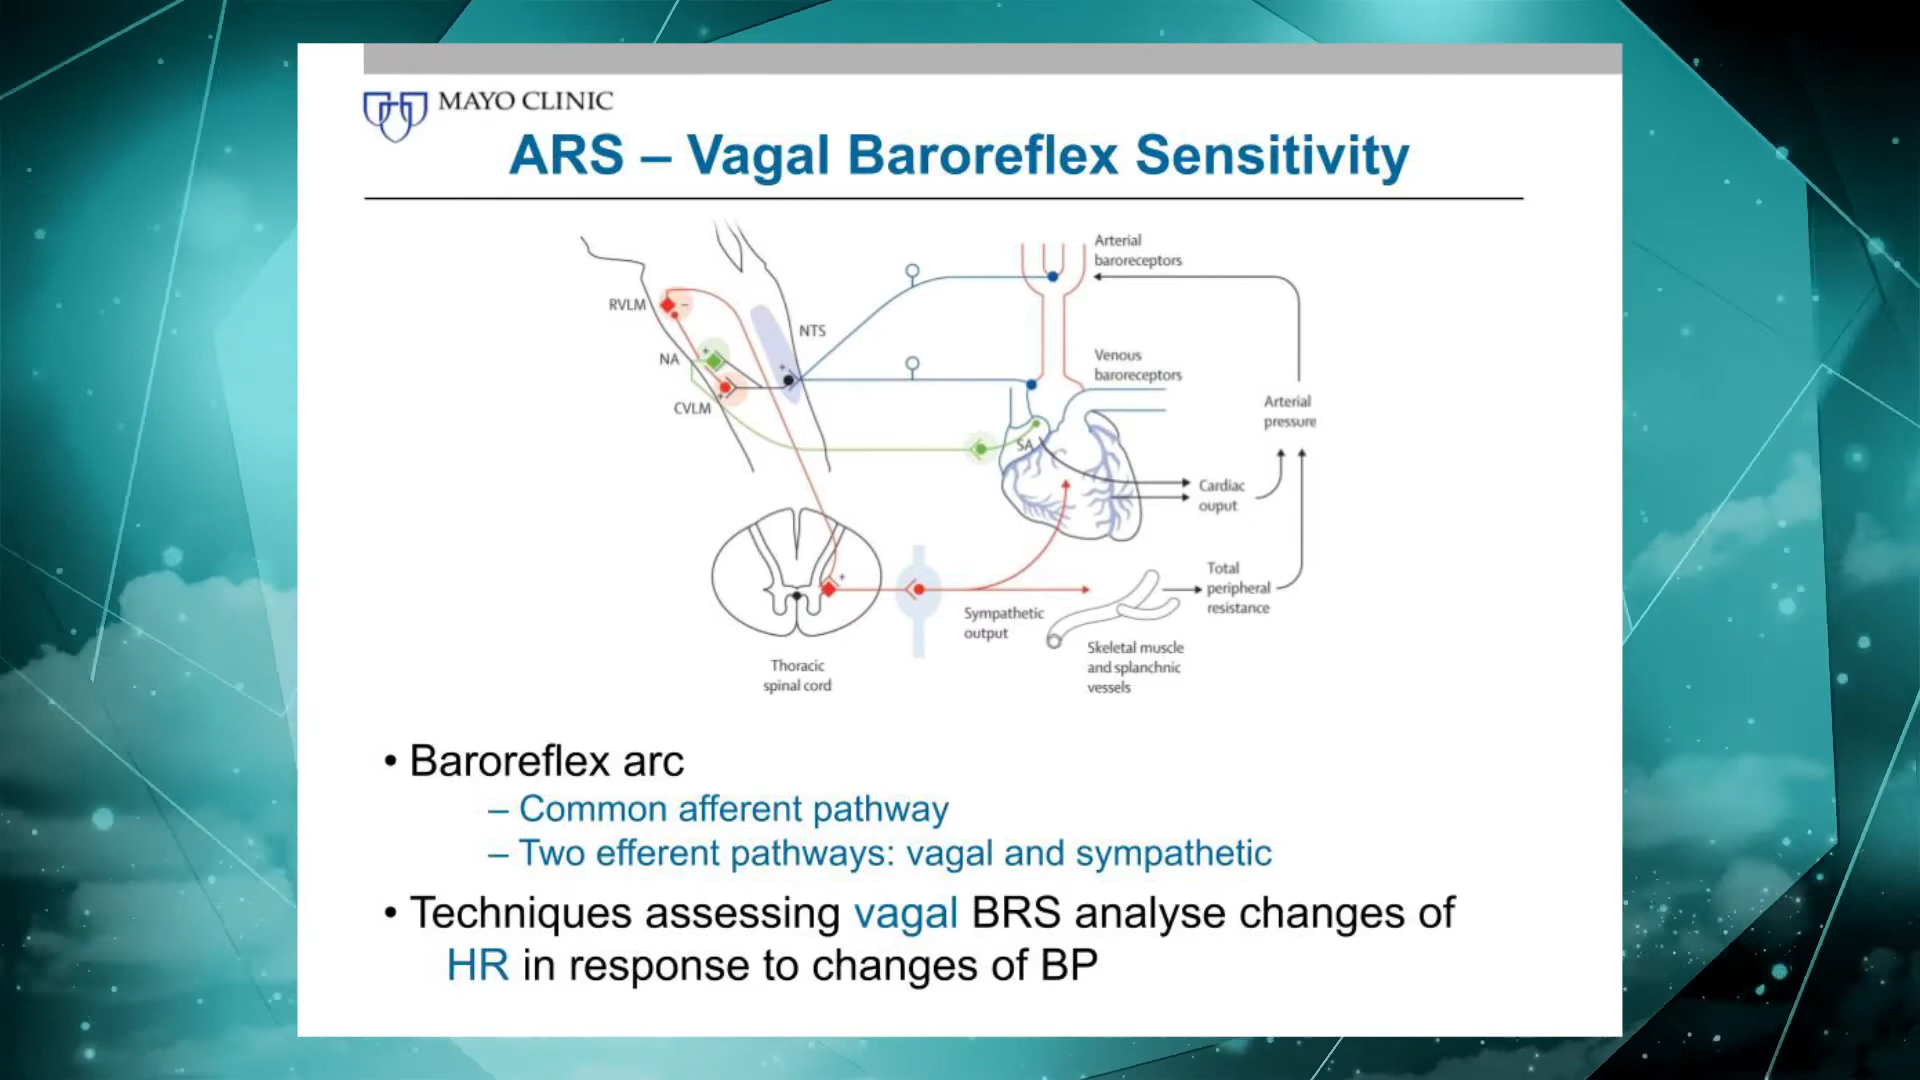 MAYO CLINIC
ARS – Vagal Baroreflex Sensitivity
Arterial
baroreceptors
RVLM
–
NTS
+
NA
+
Venous
baroreceptors
+
CVLM
Arterial
pressure
SA
Cardiac
ouput
Total
peripheral
resistance
+
Sympathetic
output
Skeletal muscle
and splanchnic
vessels
Thoracic
spinal cord
• Baroreflex arc
– Common afferent pathway
– Two efferent pathways: vagal and sympathetic
• Techniques assessing vagal BRS analyse changes of
HR in response to changes of BP